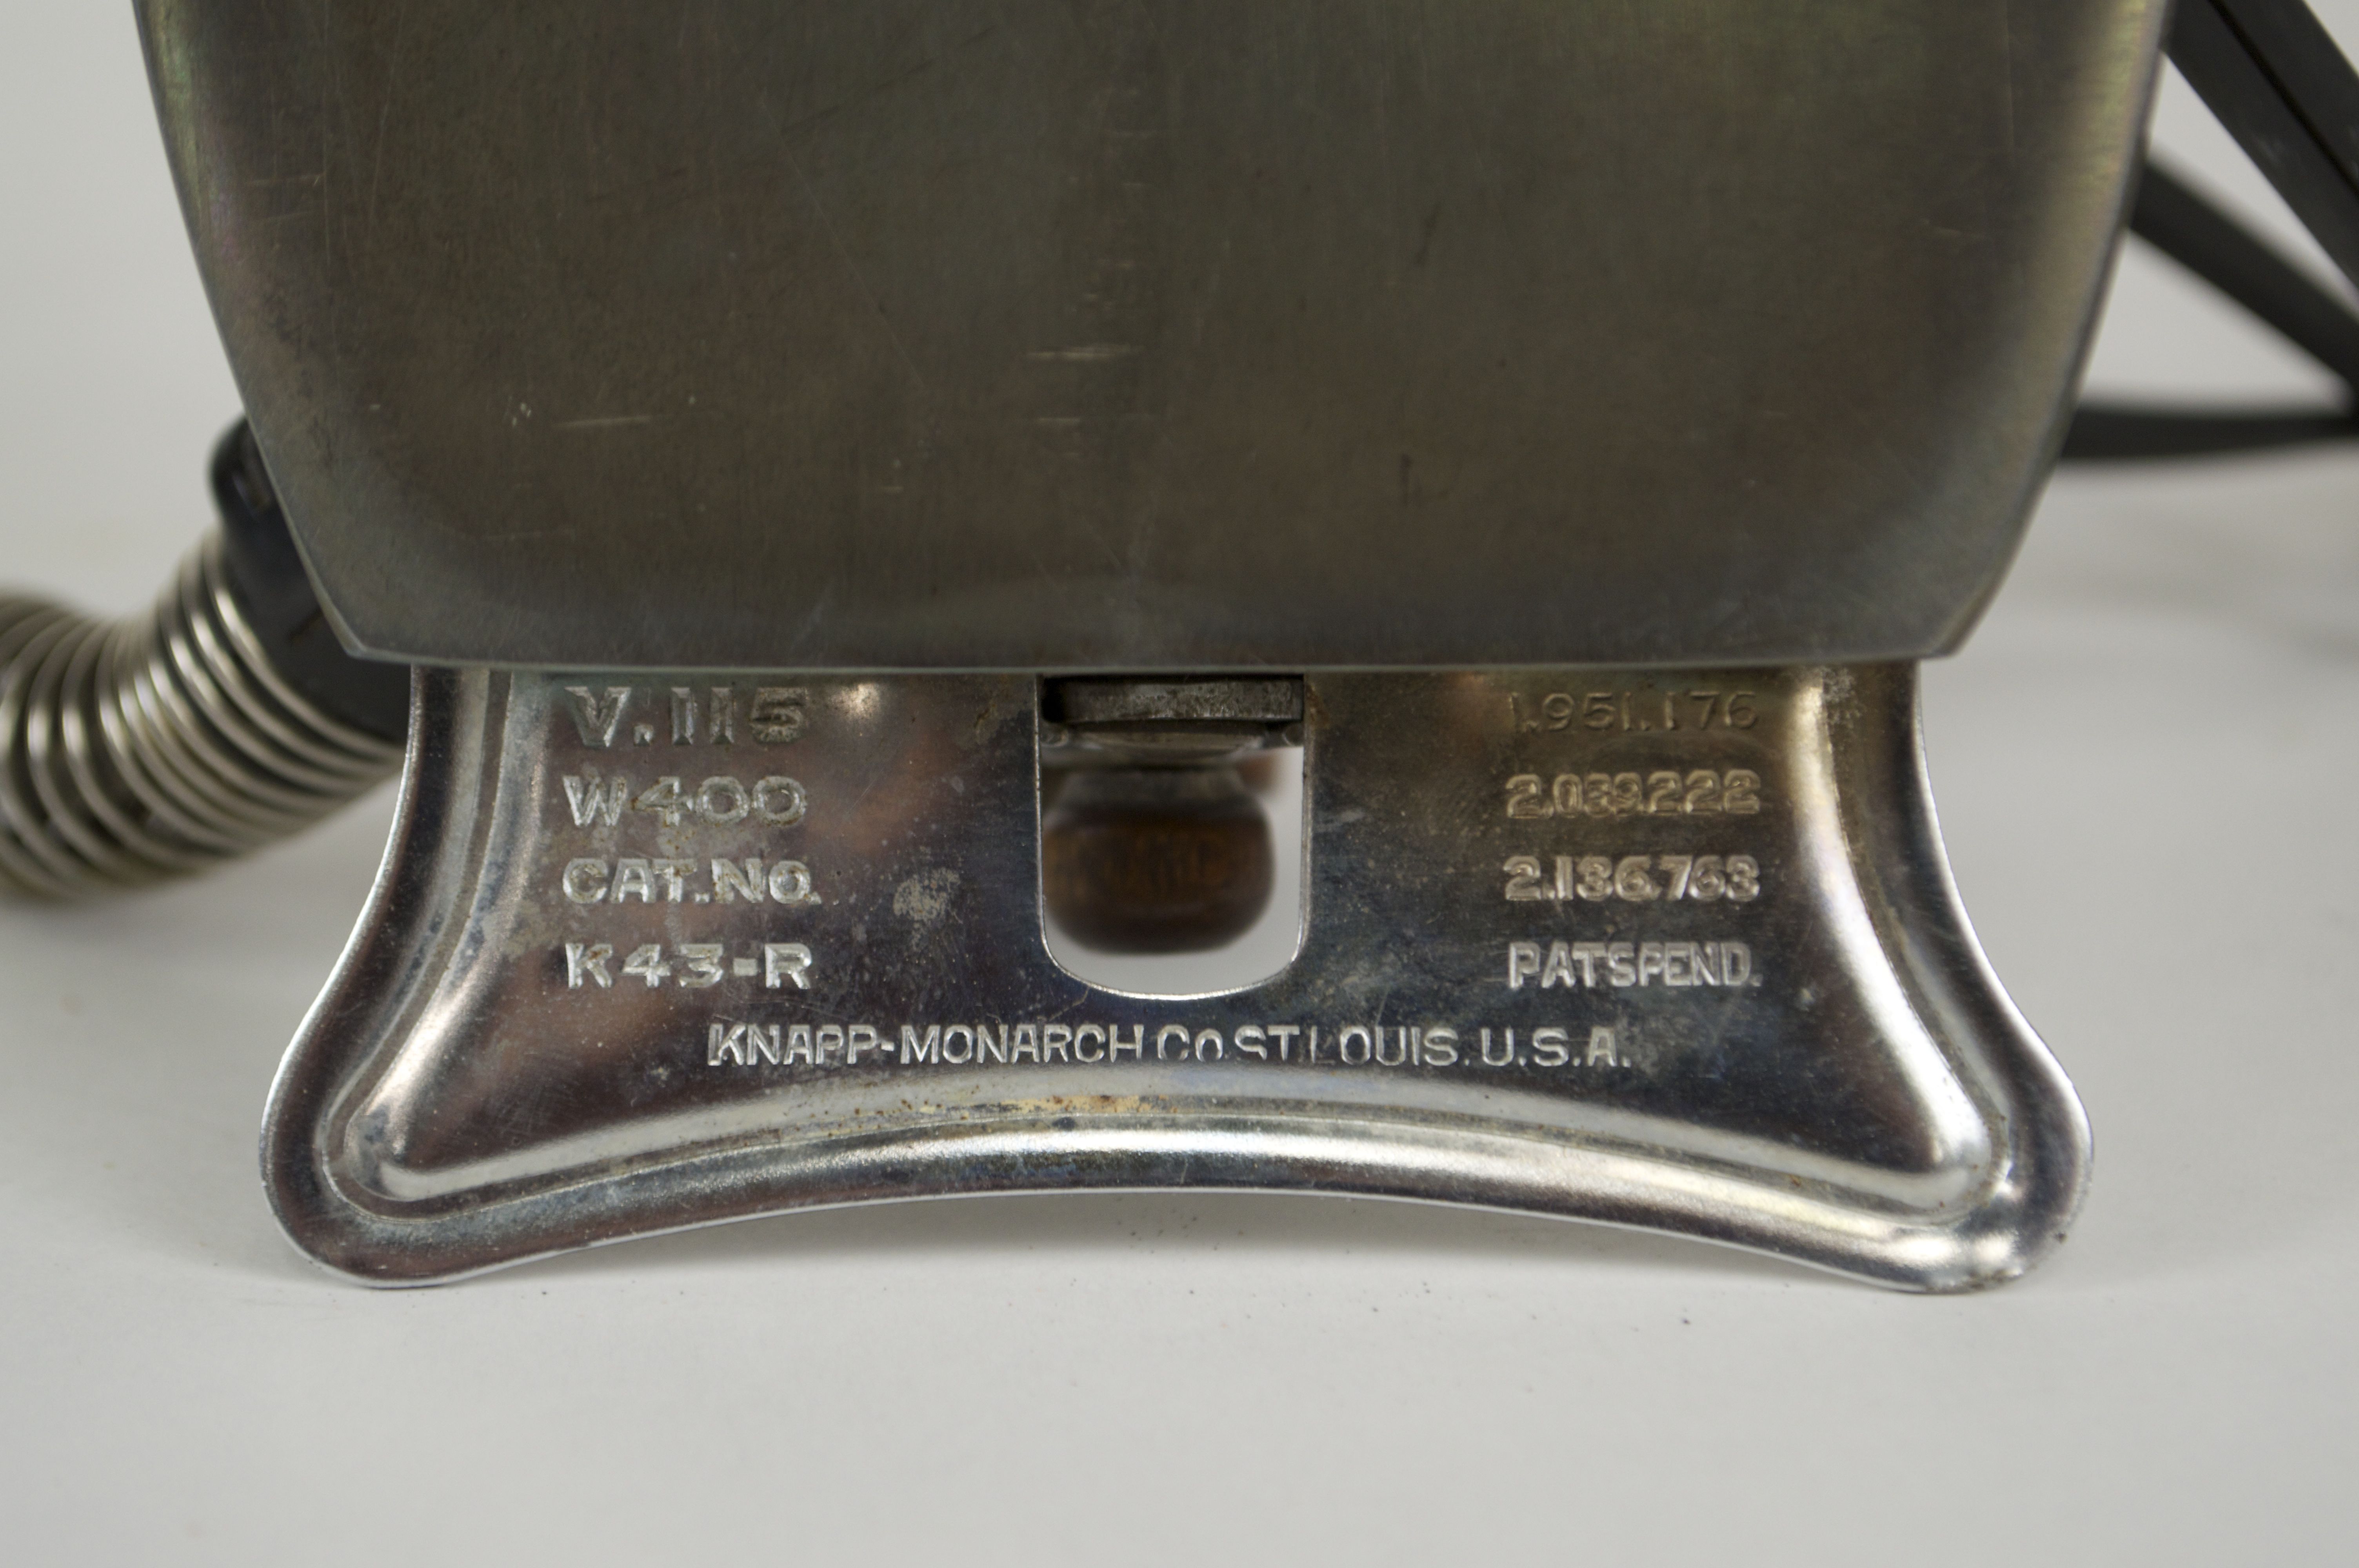 V.115
W400
CAT.NO.
K43-R
1,951,176
2,039,222
2,136,763
PATSPEND.
KNAPP-MONARCH CO. ST. LOUIS. U.S.A.